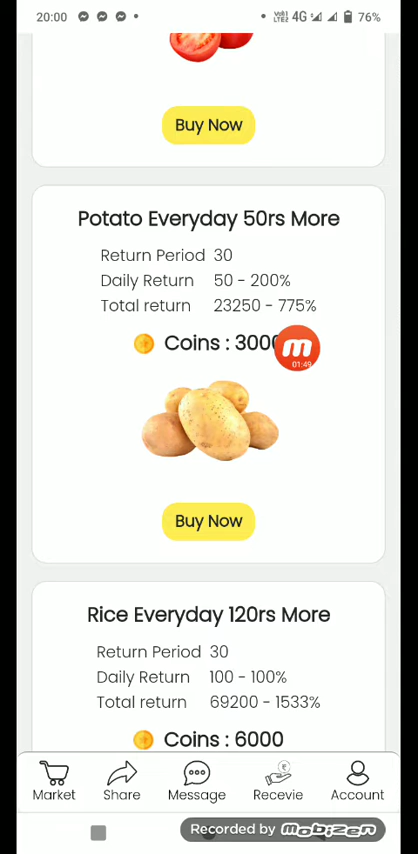 20:00
4G
76%
Buy Now
Potato Everyday 50rs More
Return Period 30
Daily Return 50 - 200%
Total return 23250 - 775%
Coins : 3000
m
01:49
Buy Now
Rice Everyday 120rs More
Return Period 30
Daily Return 100 - 100%
Total return 69200 - 1533%
Coins : 6000
Market Share Message Recevie Account
Recorded by mobizen